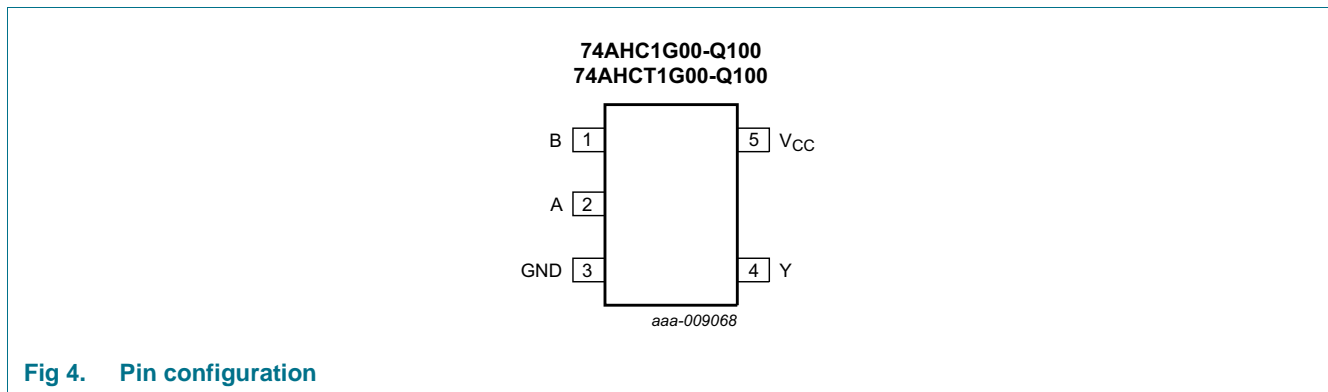 74AHC1G00-Q100
74AHCT1G00-Q100
B 1
5 VCC
A 2
GND 3
4 Y
aaa-009068
Fig 4. Pin configuration